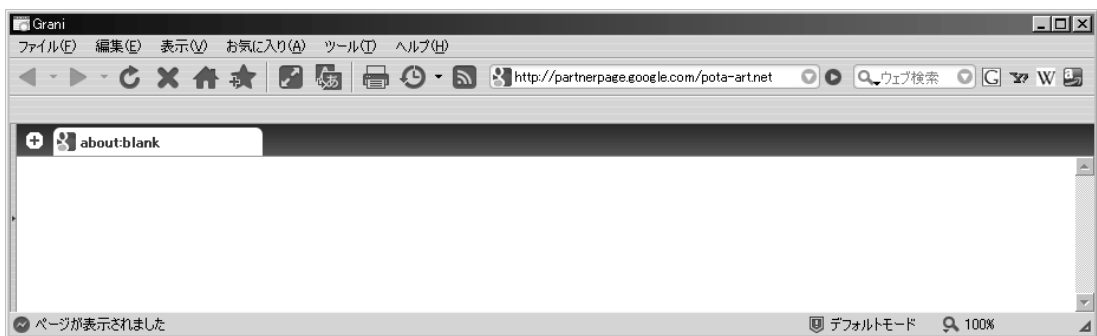 Grani
ファイル(F) 編集(E) 表示(V) お気に入り(A) ツール(T) ヘルプ(H)
あ http://partnerpage.google.com/pota-art.net ウェブ検索 G W a
about:blank
ページが表示されました デフォルトモード 100%